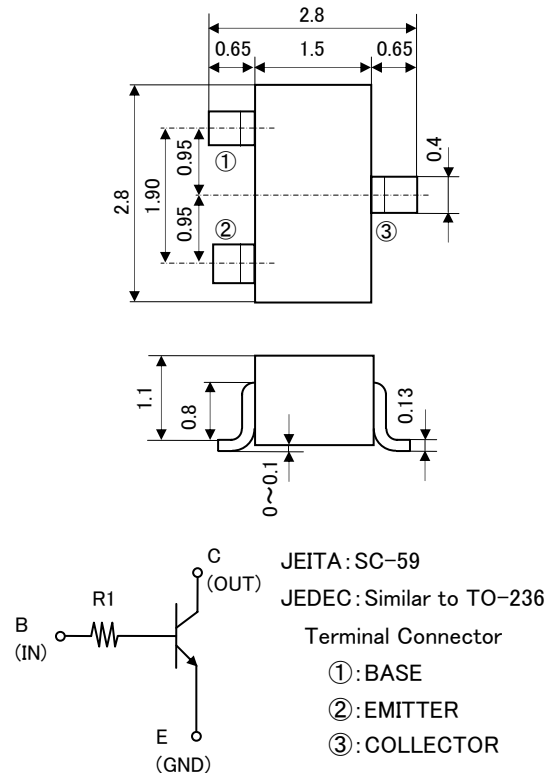 2.8
0.65
1.5
0.65
2.8
1.90
0.95
0.95
①
②
③
0.4
1.1
0.8
0～0.1
0.13
C
(OUT)
R1
B
(IN)
E
(GND)
JEITA:SC-59
JEDEC:Similar to TO-236
Terminal Connector
①:BASE
②:EMITTER
③:COLLECTOR